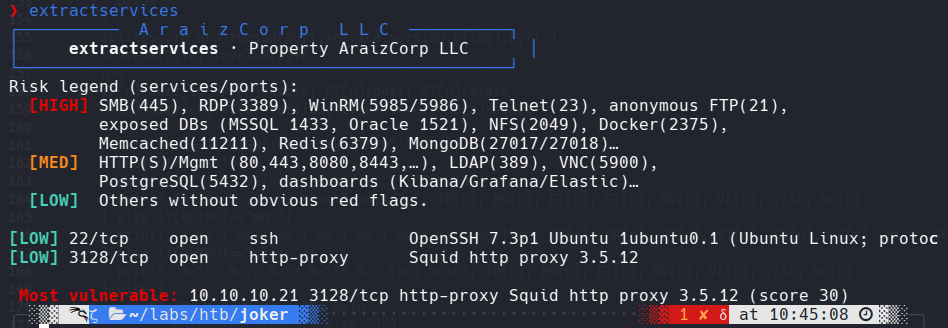 ❯ extractservices
A r a i z C o r p   L L C
extractservices · Property AraizCorp LLC
Risk legend (services/ports):
[HIGH] SMB(445), RDP(3389), WinRM(5985/5986), Telnet(23), anonymous FTP(21),
exposed DBs (MSSQL 1433, Oracle 1521), NFS(2049), Docker(2375),
Memcached(11211), Redis(6379), MongoDB(27017/27018)…
[MED] HTTP(S)/Mgmt (80,443,8080,8443,…), LDAP(389), VNC(5900),
PostgreSQL(5432), dashboards (Kibana/Grafana/Elastic)…
[LOW] Others without obvious red flags.
[LOW] 22/tcp open ssh OpenSSH 7.3p1 Ubuntu 1ubuntu0.1 (Ubuntu Linux; protoc
[LOW] 3128/tcp open http-proxy Squid http proxy 3.5.12
Most vulnerable: 10.10.10.21 3128/tcp http-proxy Squid http proxy 3.5.12 (score 30)
~/labs/htb/joker 1 ✘ δ at 10:45:08